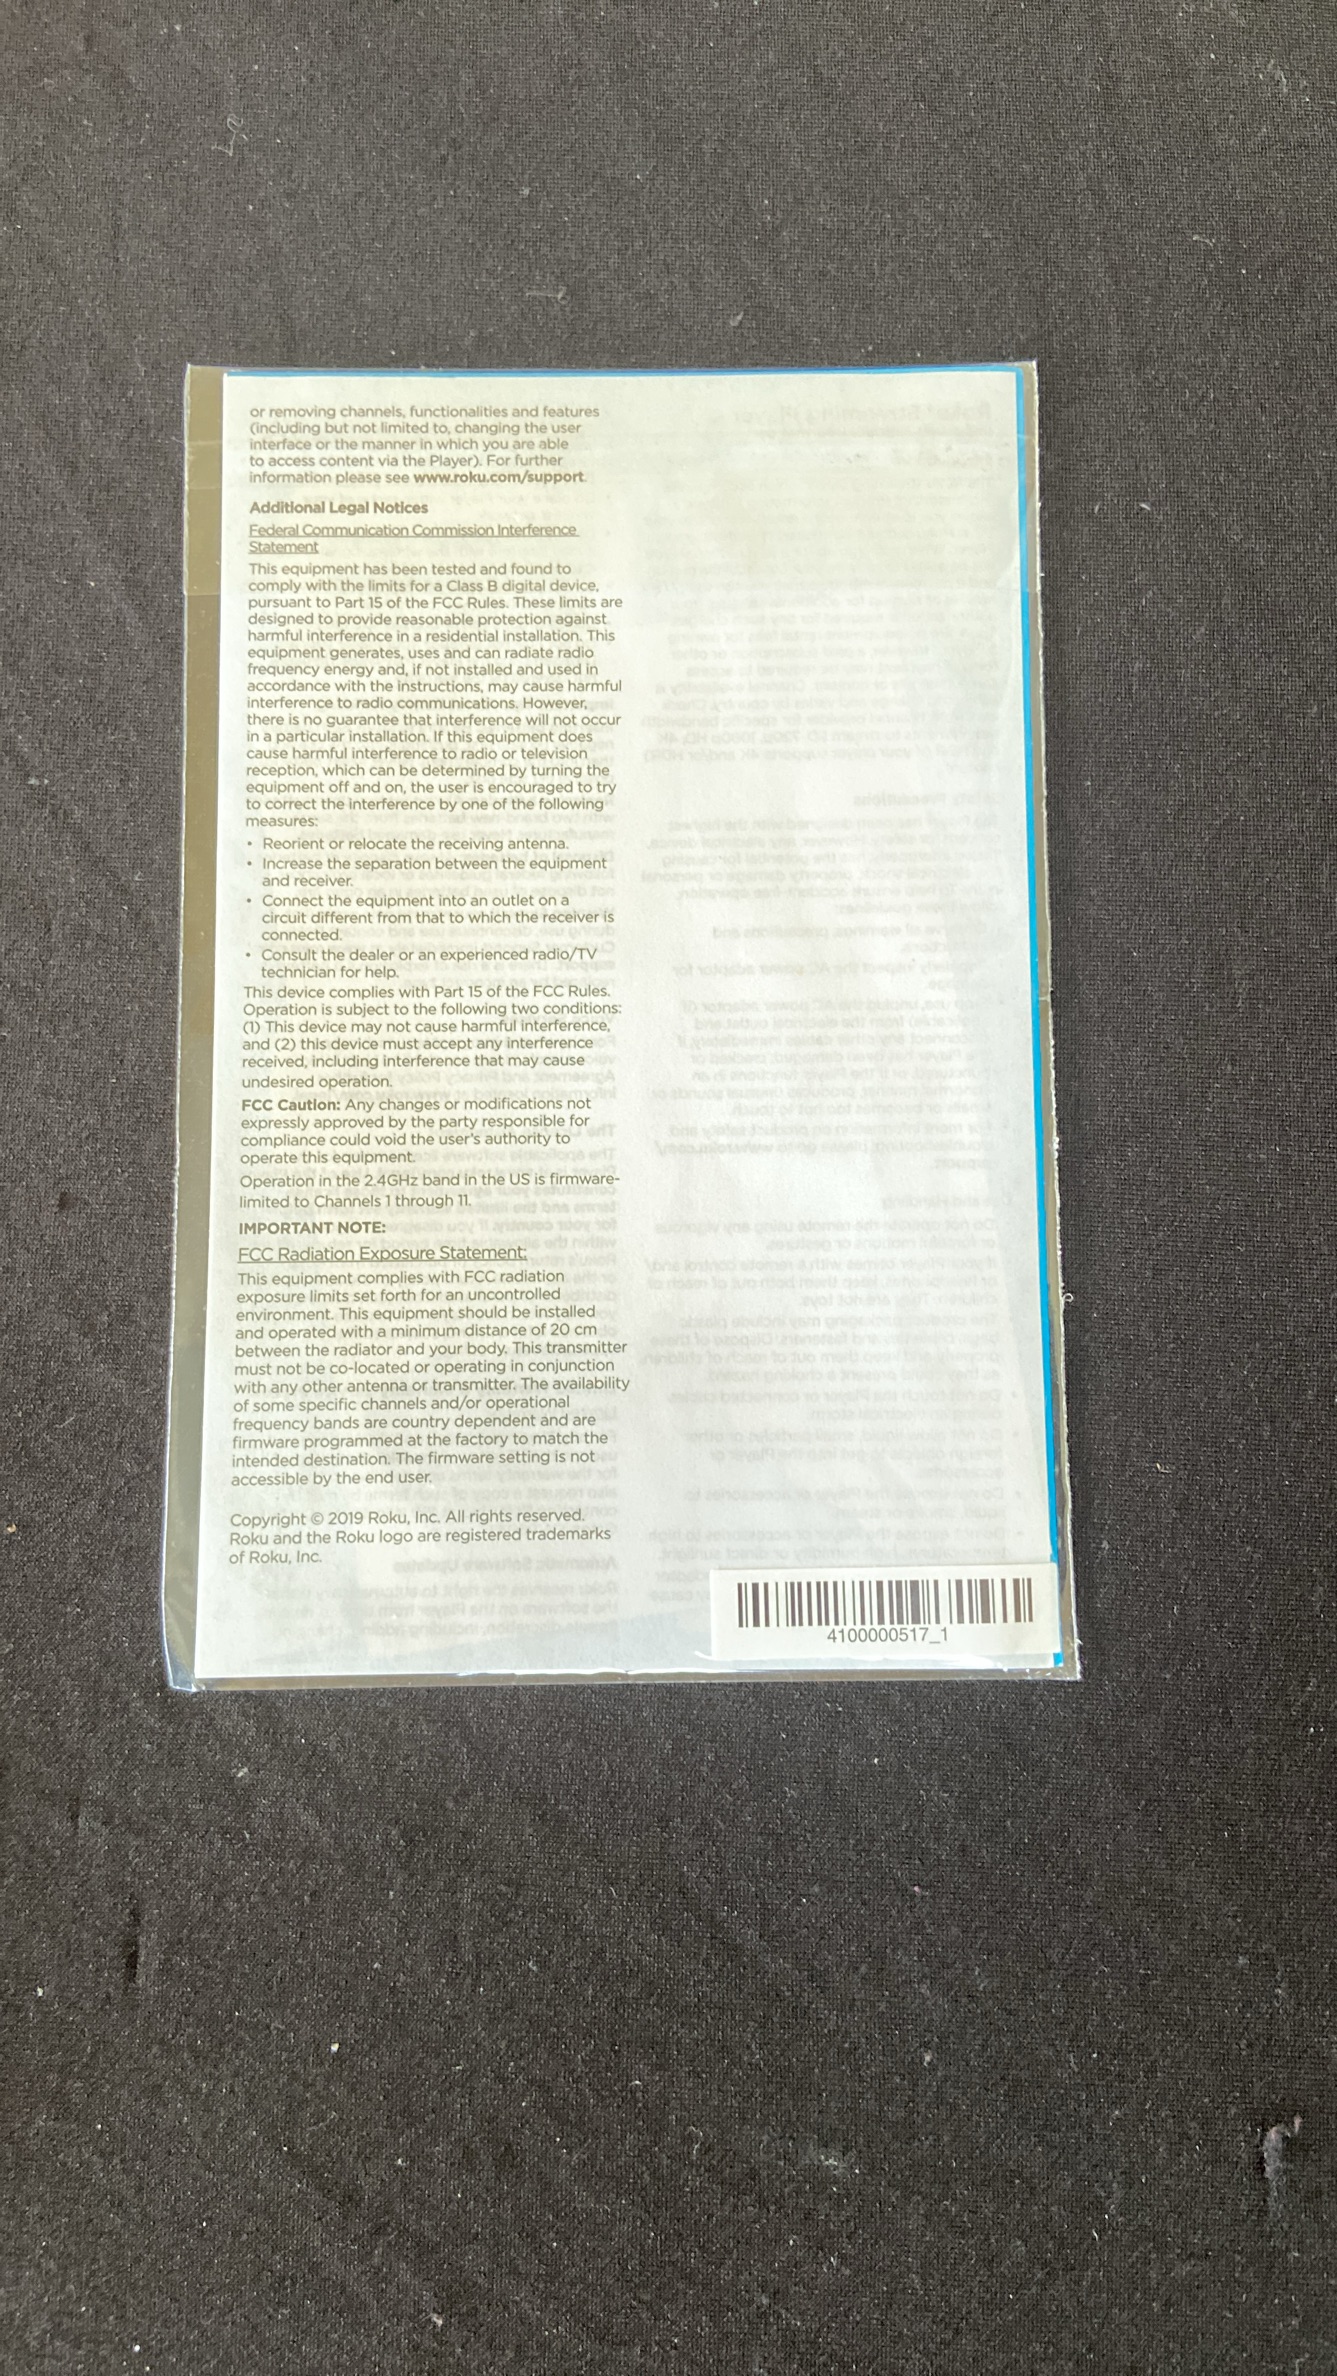 or removing channels, functionalities and features
(including but not limited to, changing the user
interface or the manner in which you are able
to access content via the Player). For further
information please see www.roku.com/support.
Additional Legal Notices
Federal Communication Commission Interference
Statement
This equipment has been tested and found to
comply with the limits for a Class B digital device,
pursuant to Part 15 of the FCC Rules. These limits are
designed to provide reasonable protection against
harmful interference in a residential installation. This
equipment generates, uses and can radiate radio
frequency energy and, if not installed and used in
accordance with the instructions, may cause harmful
interference to radio communications. However,
there is no guarantee that interference will not occur
in a particular installation. If this equipment does
cause harmful interference to radio or television
reception, which can be determined by turning the
equipment off and on, the user is encouraged to try
to correct the interference by one of the following
measures:
• Reorient or relocate the receiving antenna.
• Increase the separation between the equipment
and receiver.
• Connect the equipment into an outlet on a
circuit different from that to which the receiver is
connected.
• Consult the dealer or an experienced radio/TV
technician for help.
This device complies with Part 15 of the FCC Rules.
Operation is subject to the following two conditions:
(1) This device may not cause harmful interference,
and (2) this device must accept any interference
received, including interference that may cause
undesired operation.
FCC Caution: Any changes or modifications not
expressly approved by the party responsible for
compliance could void the user's authority to
operate this equipment.
Operation in the 2.4GHz band in the US is firmware-
limited to Channels 1 through 11.
IMPORTANT NOTE:
FCC Radiation Exposure Statement:
This equipment complies with FCC radiation
exposure limits set forth for an uncontrolled
environment. This equipment should be installed
and operated with a minimum distance of 20 cm
between the radiator and your body. This transmitter
must not be co-located or operating in conjunction
with any other antenna or transmitter. The availability
of some specific channels and/or operational
frequency bands are country dependent and are
firmware programmed at the factory to match the
intended destination. The firmware setting is not
accessible by the end user.
Copyright © 2019 Roku, Inc. All rights reserved.
Roku and the Roku logo are registered trademarks
of Roku, Inc.
4100000517_1